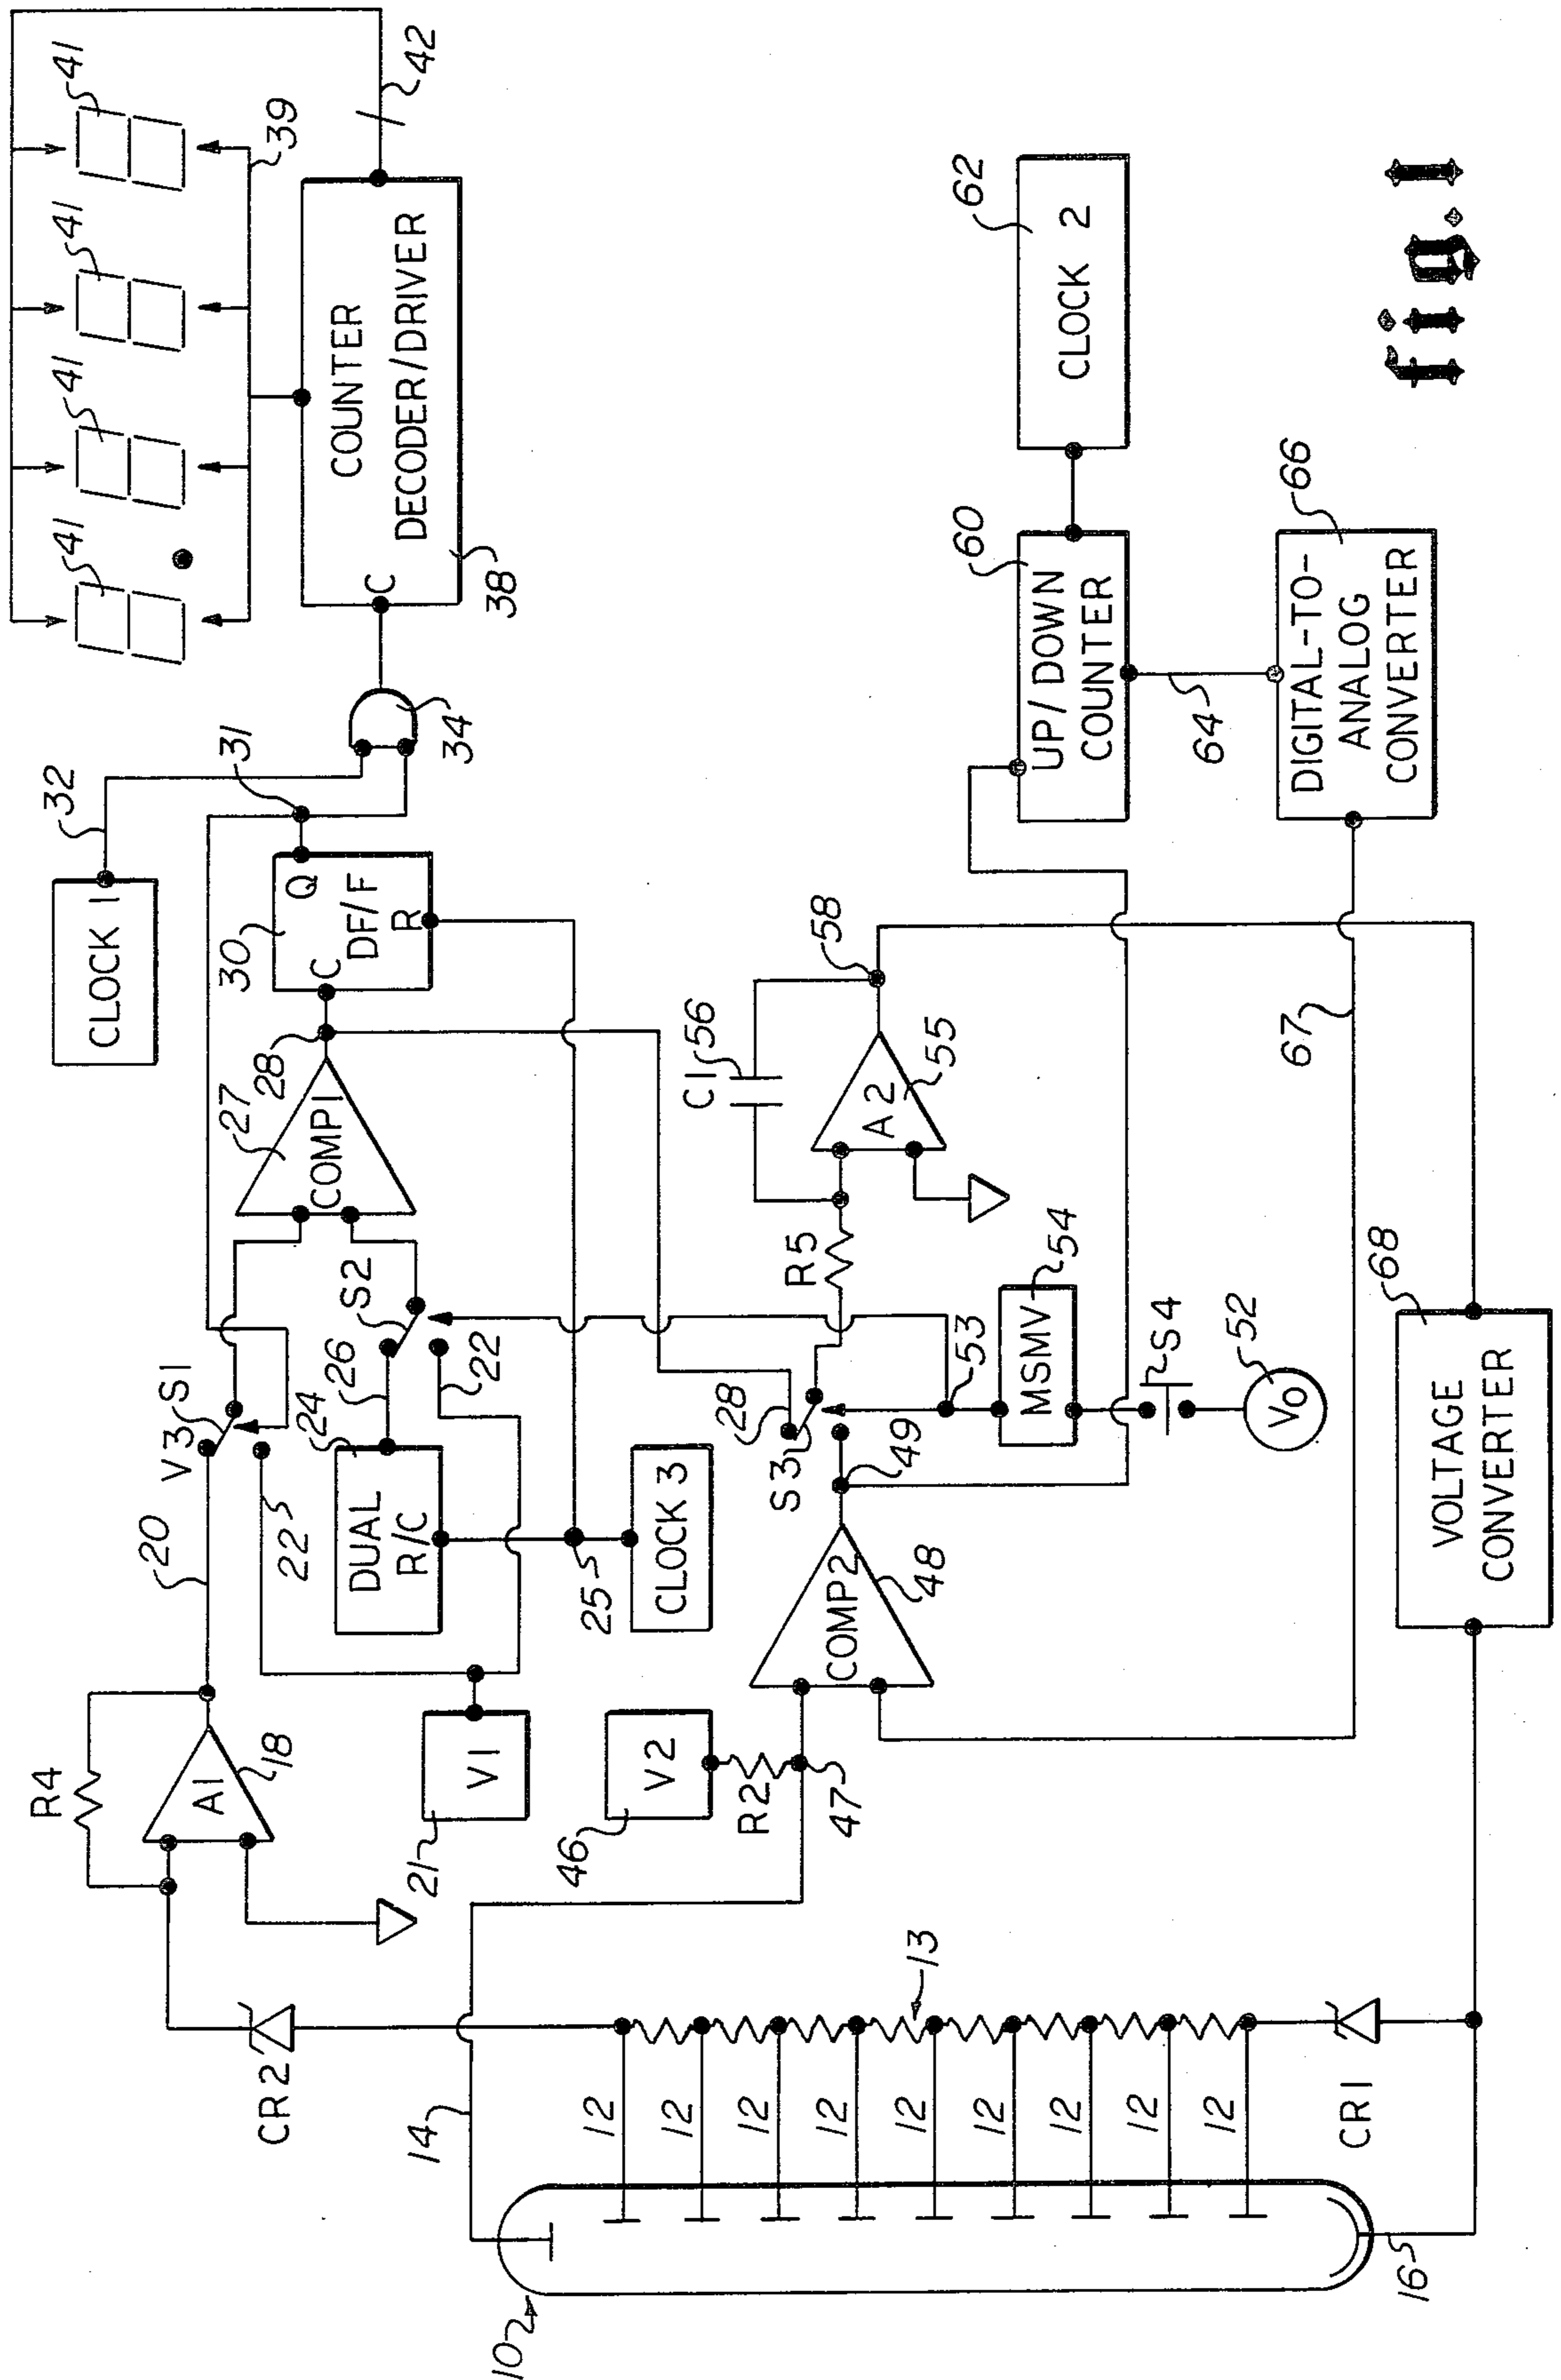 41
41
41
41
39
42
COUNTER
DECODER/DRIVER
C
38
34
31
32
CLOCK 1
Q
DF/F
C
R
30
28
27
COMP1
S2
26
22
24
DUAL
R/C
25
CLOCK 3
V3
S1
22
20
R4
A1
18
V1
21
V2
46
R2
47
COMP2
48
49
S3
28
53
MSMV
54
S4
V0
52
R5
A2
55
C1
56
58
UP/DOWN
COUNTER
60
CLOCK 2
62
64
DIGITAL-TO-
ANALOG
CONVERTER
66
67
VOLTAGE
CONVERTER
68
CR2
14
13
12
12
12
12
12
12
12
12
12
CR1
16
10
fig.1